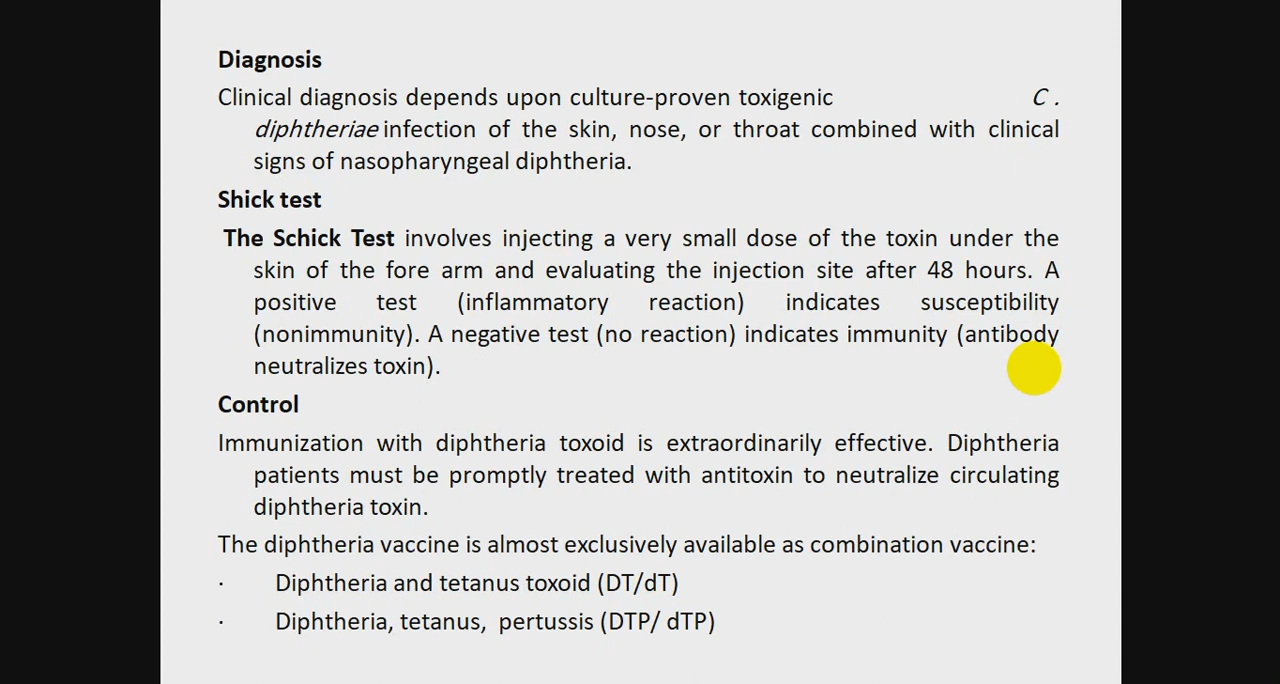 Diagnosis
Clinical diagnosis depends upon culture-proven toxigenic C .
diphtheriae infection of the skin, nose, or throat combined with clinical
signs of nasopharyngeal diphtheria.
Shick test
The Schick Test involves injecting a very small dose of the toxin under the
skin of the fore arm and evaluating the injection site after 48 hours. A
positive test (inflammatory reaction) indicates susceptibility
(nonimmunity). A negative test (no reaction) indicates immunity (antibody
neutralizes toxin).
Control
Immunization with diphtheria toxoid is extraordinarily effective. Diphtheria
patients must be promptly treated with antitoxin to neutralize circulating
diphtheria toxin.
The diphtheria vaccine is almost exclusively available as combination vaccine:
· Diphtheria and tetanus toxoid (DT/dT)
· Diphtheria, tetanus, pertussis (DTP/ dTP)